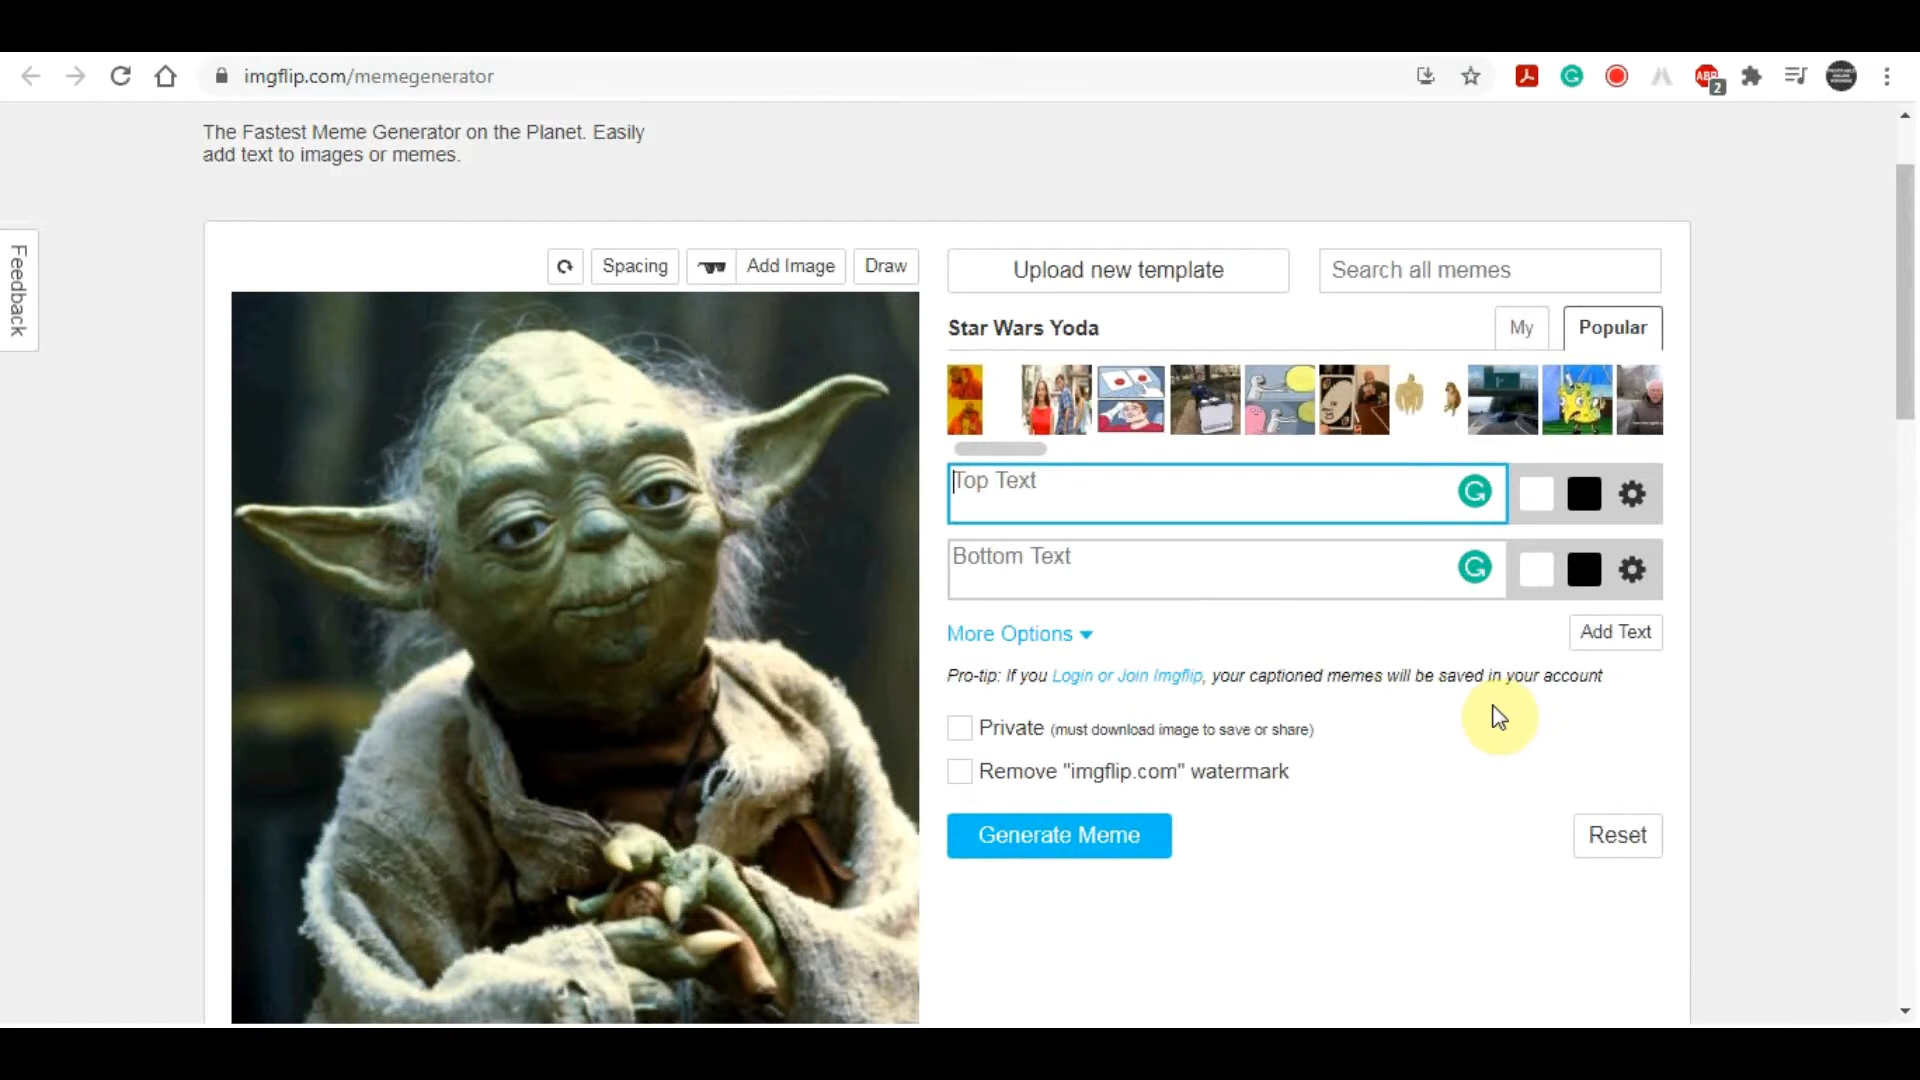 imgflip.com/memegenerator
ABP
2
The Fastest Meme Generator on the Planet. Easily
add text to images or memes.
Feedback
Spacing
Add Image
Draw
Upload new template
Search all memes
Star Wars Yoda
My
Popular
Top Text
Bottom Text
More Options
Add Text
Pro-tip: If you Login or Join Imgflip, your captioned memes will be saved in your account
Private (must download image to save or share)
Remove "imgflip.com" watermark
Generate Meme
Reset